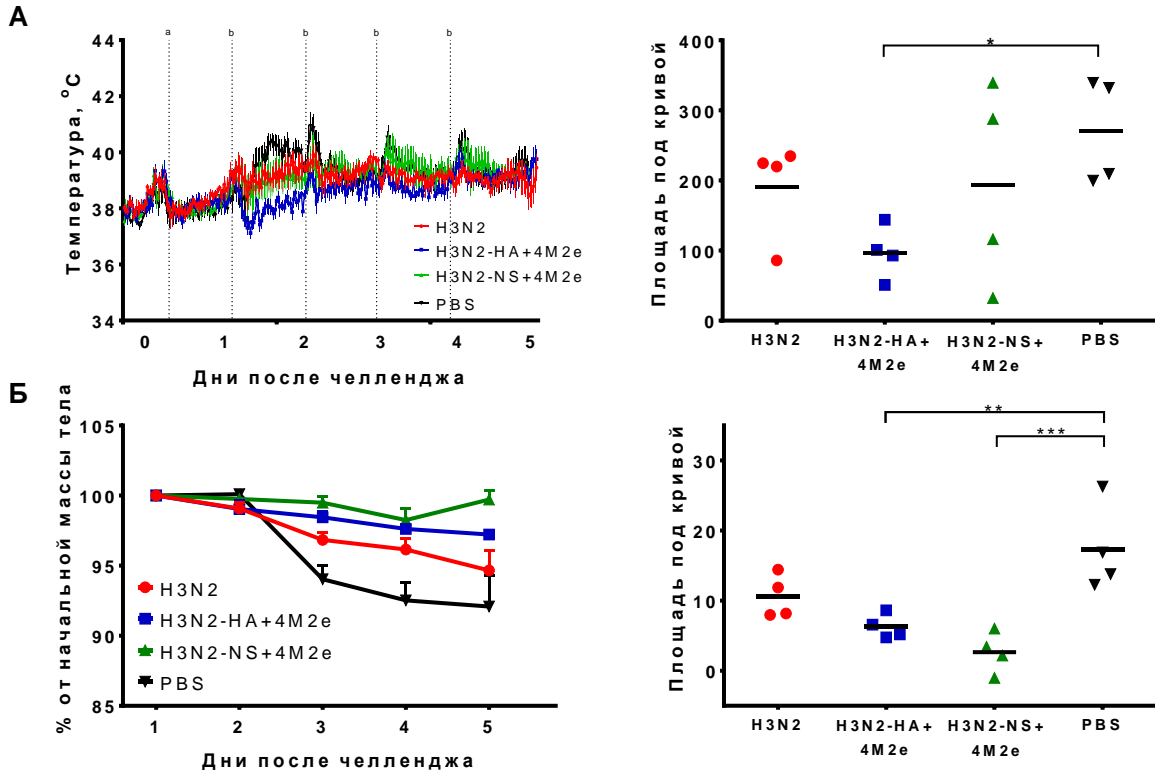 А
a b b b b
44
42
40
38
36
34
Температура, °C
H3N2
H3N2-HA+4M2e
H3N2-NS+4M2e
PBS
0 1 2 3 4 5
Дни после челленджа
400
300
200
100
0
Площадь под кривой
*
H3N2 H3N2-HA+ H3N2-NS+ PBS
4M2e 4M2e
Б
105
100
95
90
85
% от начальной массы тела
H3N2
H3N2-HA+4M2e
H3N2-NS+4M2e
PBS
1 2 3 4 5
Дни после челленджа
30
20
10
0
Площадь под кривой
**
***
H3N2 H3N2-HA+ H3N2-NS+ PBS
4M2e 4M2e